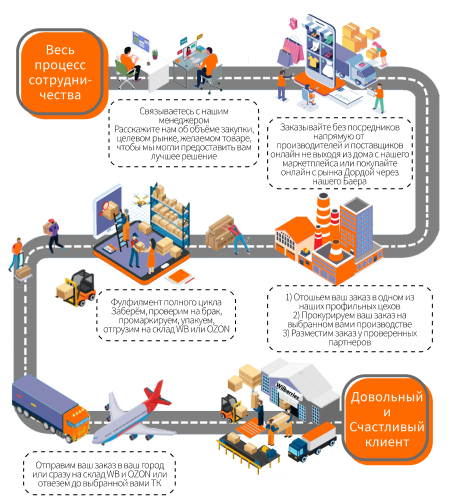 Весь
процесс
сотрудни-
чества
Связываетесь с нашим
менеджером
Расскажите нам об объёме закупки,
целевом рынке, желаемом товаре,
чтобы мы могли предоставить вам
лучшее решение
Заказывайте без посредников
напрямую от
производителей и поставщиков
онлайн не выходя из дома с нашего
маркетплейса или покупайте
онлайн с рынка Дордой через
нашего Баера
Фулфилмент полного цикла
Заберём, проверим на брак,
промаркируем, упакуем,
отгрузим на склад WB или OZON
1) Отошьем ваш заказ в одном из
наших профильных цехов
2) Прокурируем ваш заказ на
выбранном вами производстве
3) Разместим заказ у проверенных
партнеров
Wilberries
Довольный
и
Счастливый
клиент
Отправим ваш заказ в ваш город
или сразу на склад WB и OZON или
отвезем до выбранной вами ТК